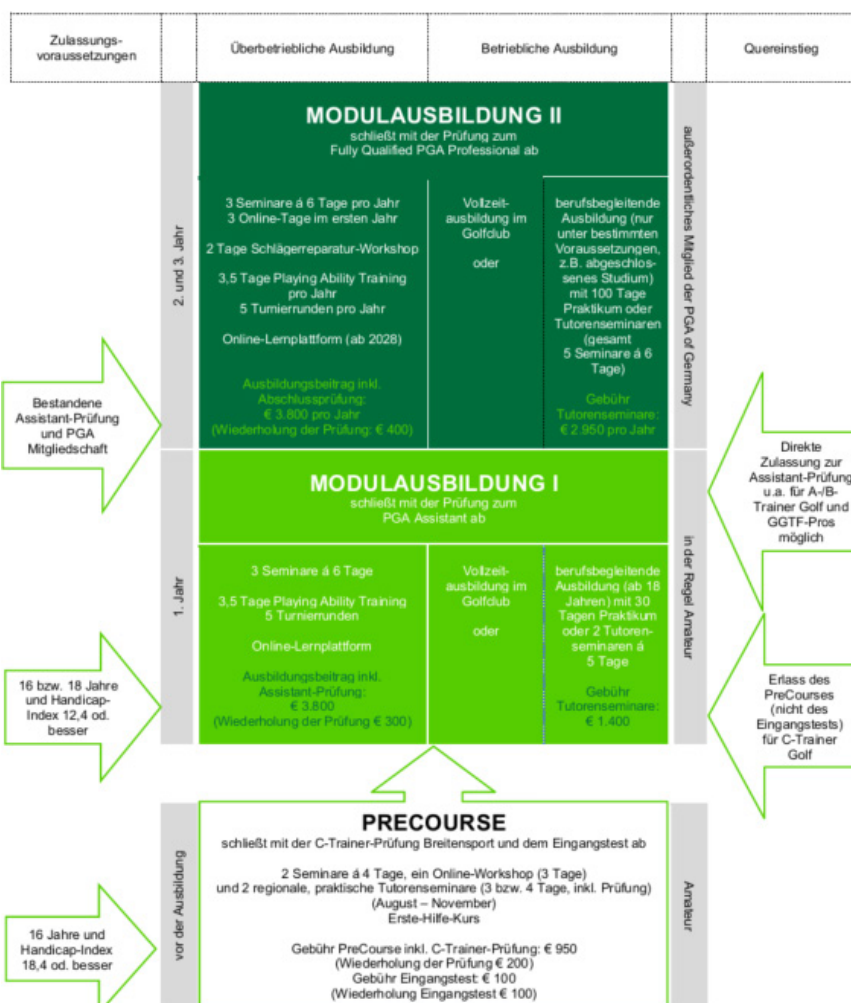 Zulassungs-
voraussetzungen
Überbetriebliche Ausbildung
Betriebliche Ausbildung
Quereinstieg
2. und 3. Jahr
MODULAUSBILDUNG II
schließt mit der Prüfung zum
Fully Qualified PGA Professional ab
3 Seminare á 6 Tage pro Jahr
3 Online-Tage im ersten Jahr
2 Tage Schlägerreparatur-Workshop
3,5 Tage Playing Ability Training
pro Jahr
5 Turnierrunden pro Jahr
Online-Lernplattform (ab 2028)
Ausbildungsbeitrag inkl.
Abschlussprüfung:
€ 3.800 pro Jahr
(Wiederholung der Prüfung: € 400)
Vollzeit-
ausbildung im
Golfclub
oder
berufsbegleitende
Ausbildung (nur
unter bestimmten
Voraussetzungen,
z.B. abgeschlos-
senes Studium)
mit 100 Tage
Praktikum oder
Tutorenseminaren
(gesamt
5 Seminare á 6
Tage)
Gebühr
Tutorenseminare:
€ 2.950 pro Jahr
außerordentliches Mitglied der PGA of Germany
Bestandene
Assistant-Prüfung
und PGA
Mitgliedschaft
Direkte
Zulassung zur
Assistant-Prüfung
u.a. für A-/B-
Trainer Golf und
GGTF-Pros
möglich
1. Jahr
MODULAUSBILDUNG I
schließt mit der Prüfung zum
PGA Assistant ab
3 Seminare á 6 Tage
3,5 Tage Playing Ability Training
5 Turnierrunden
Online-Lernplattform
Ausbildungsbeitrag inkl.
Assistant-Prüfung:
€ 3.800
(Wiederholung der Prüfung € 300)
Vollzeit-
ausbildung im
Golfclub
oder
berufsbegleitende
Ausbildung (ab 18
Jahren) mit 30
Tagen Praktikum
oder 2 Tutoren-
seminaren á
5 Tage
Gebühr
Tutorenseminare:
€ 1.400
in der Regel Amateur
16 bzw. 18 Jahre
und Handicap-
Index 12,4 od.
besser
Erlass des
PreCourses
(nicht des
Eingangstests)
für C-Trainer
Golf
vor der Ausbildung
PRECOURSE
schließt mit der C-Trainer-Prüfung Breitensport und dem Eingangstest ab
2 Seminare á 4 Tage, ein Online-Workshop (3 Tage)
und 2 regionale, praktische Tutorenseminare (3 bzw. 4 Tage, inkl. Prüfung)
(August – November)
Erste-Hilfe-Kurs
Gebühr PreCourse inkl. C-Trainer-Prüfung: € 950
(Wiederholung der Prüfung € 200)
Gebühr Eingangstest: € 100
(Wiederholung Eingangstest € 100)
Amateur
16 Jahre und
Handicap-Index
18,4 od. besser